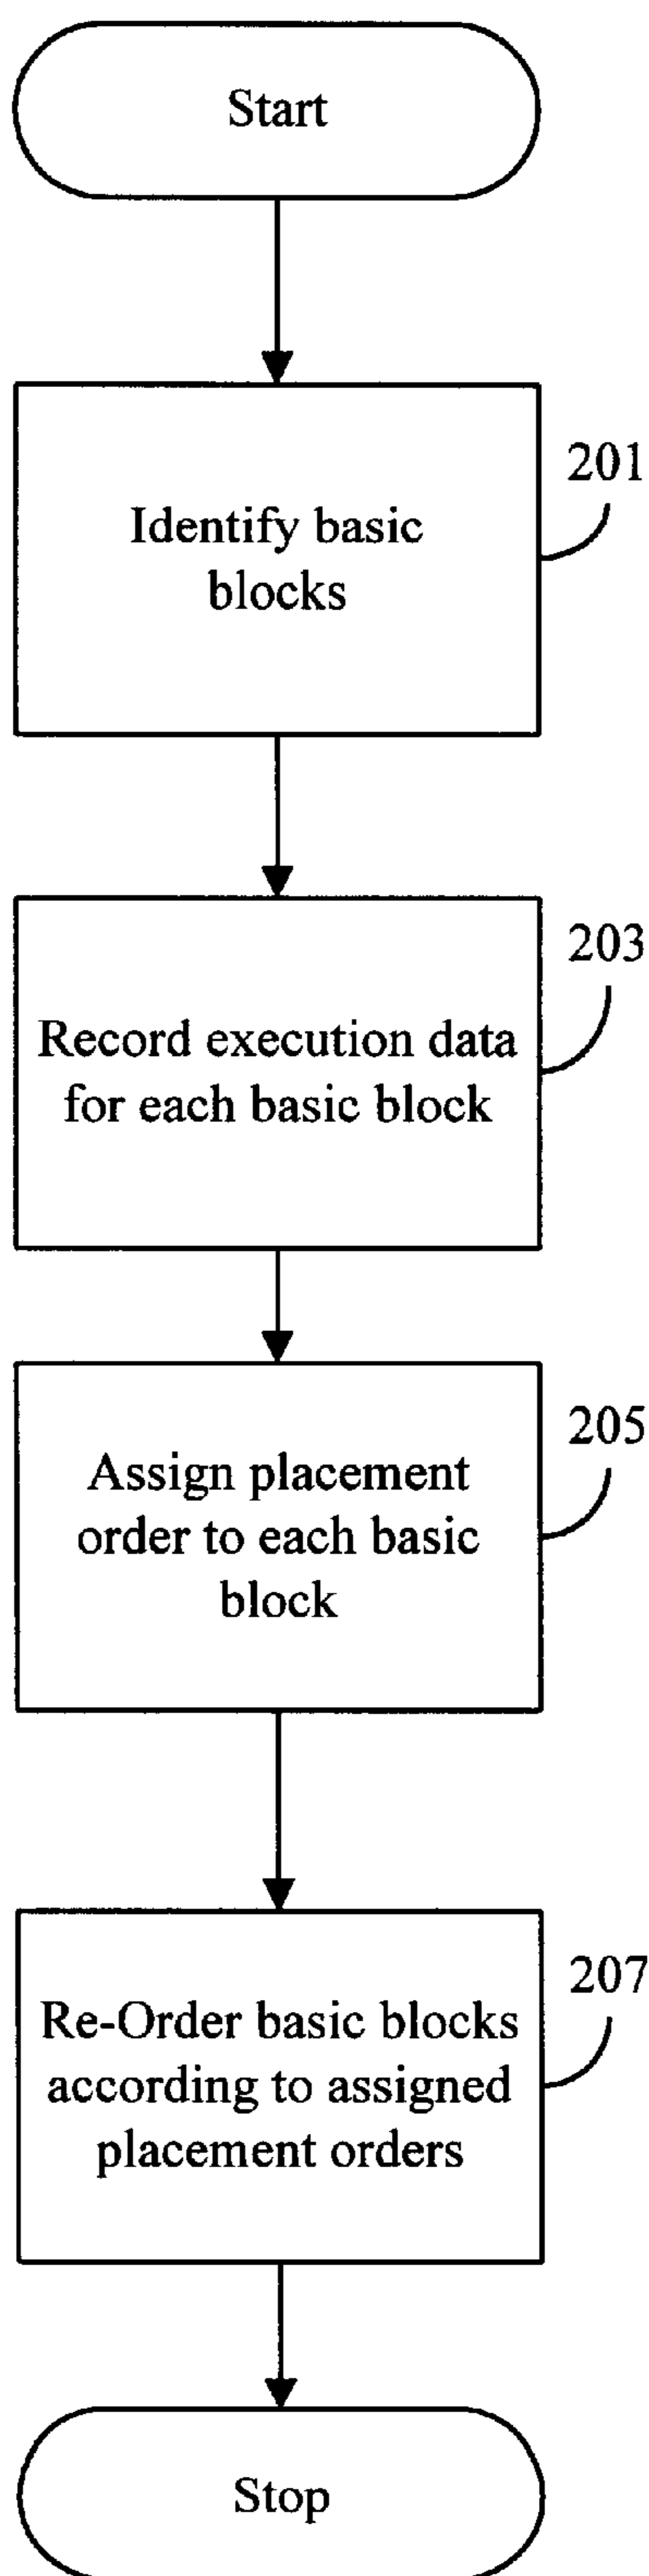 Start
201
Identify basic
blocks
203
Record execution data
for each basic block
205
Assign placement
order to each basic
block
207
Re-Order basic blocks
according to assigned
placement orders
Stop